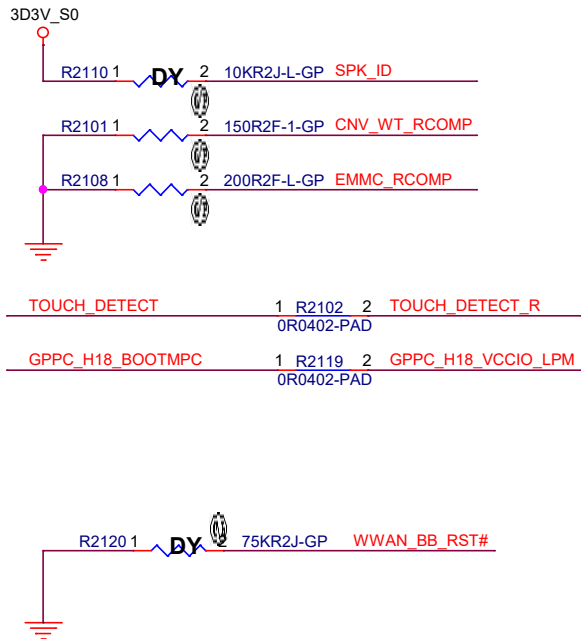 3D3V_S0
R2110 1 DY 2 10KR2J-L-GP SPK_ID
R2101 1 2 150R2F-1-GP CNV_WT_RCOMP
R2108 1 2 200R2F-L-GP EMMC_RCOMP
TOUCH_DETECT 1 R2102 2 TOUCH_DETECT_R
0R0402-PAD
GPPC_H18_BOOTMPC 1 R2119 2 GPPC_H18_VCCIO_LPM
0R0402-PAD
R2120 1 DY 2 75KR2J-GP WWAN_BB_RST#